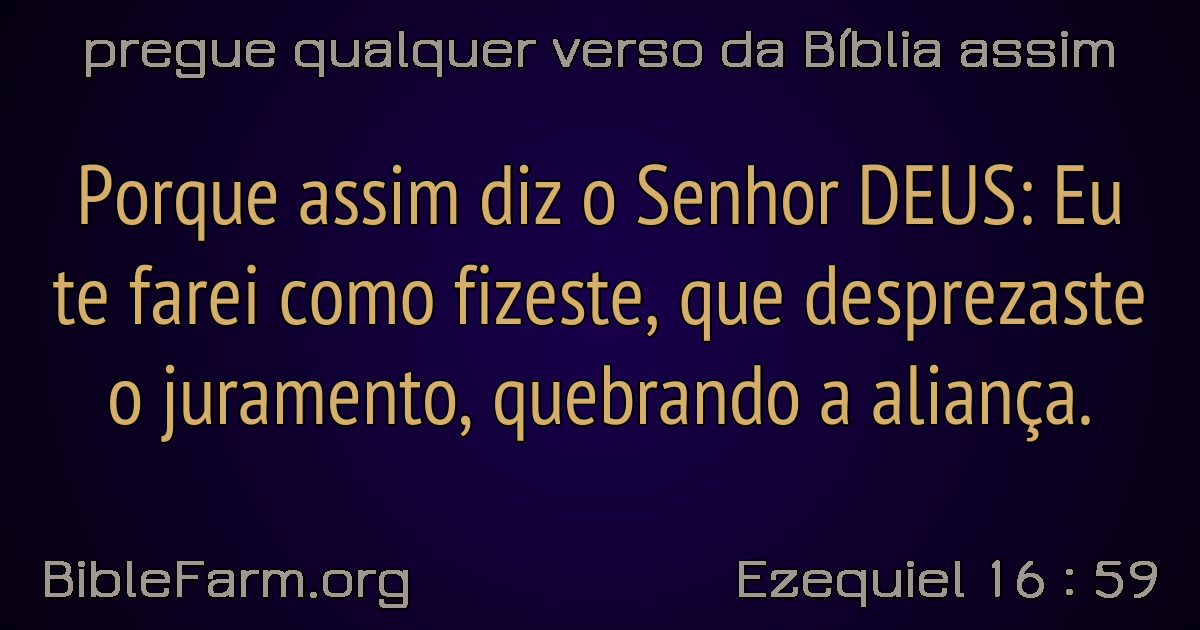 pregue qualquer verso da Bíblia assim
Porque assim diz o Senhor DEUS: Eu
te farei como fizeste, que desprezaste
o juramento, quebrando a aliança.
BibleFarm.org
Ezequiel 16 : 59